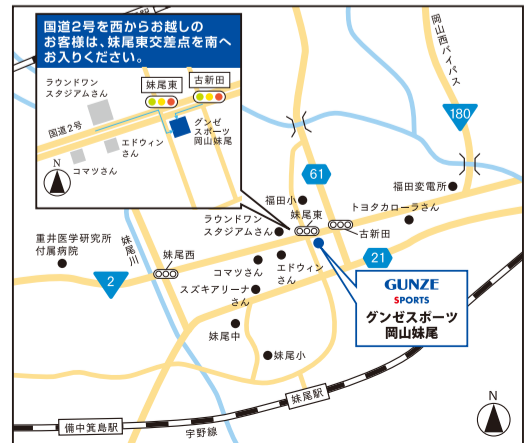 国道2号を西からお越しの
お客様は、妹尾東交差点を南へ
お入りください。
ラウンドワン
スタジアムさん
妹尾東
古新田
国道2号
グンゼ
スポーツ
岡山妹尾
エドウィン
さん
コマツさん
N
岡山西バイパス
180
61
福田変電所
福田小
妹尾東
トヨタカローラさん
ラウンドワン
スタジアムさん
古新田
重井医学研究所
付属病院
妹尾川
妹尾西
21
コマツさん
エドウィン
さん
2
スズキアリーナ
さん
GUNZE
SPORTS
グンゼスポーツ
岡山妹尾
妹尾中
妹尾小
妹尾駅
備中箕島駅
宇野線
N